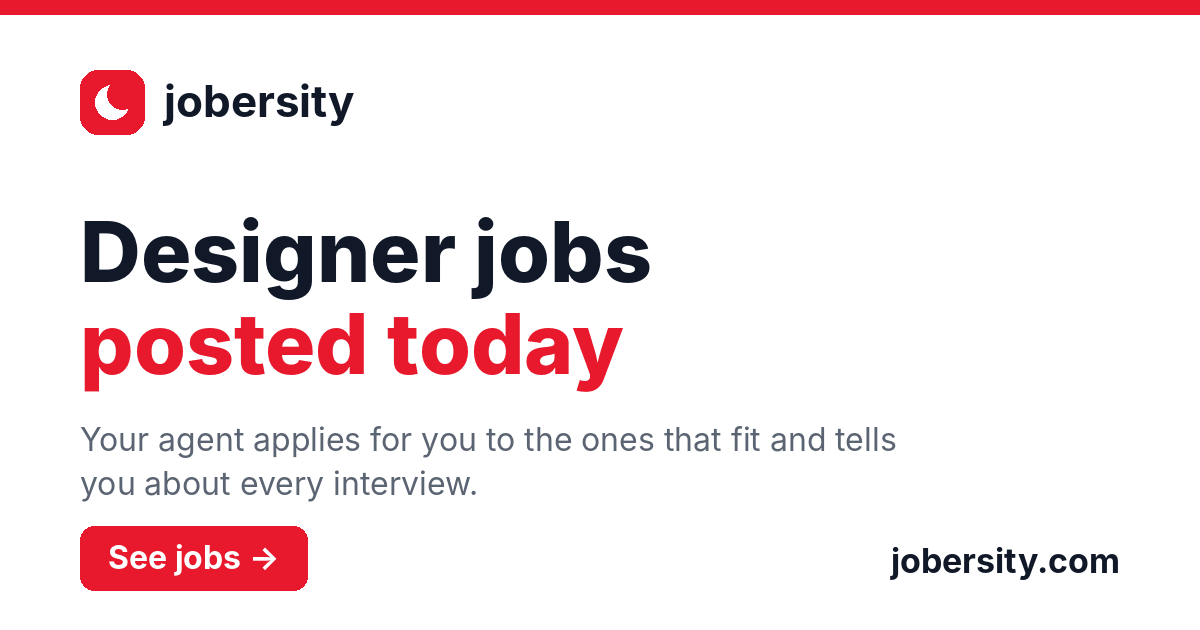 jobersity
Designer jobs
posted today
Your agent applies for you to the ones that fit and tells
you about every interview.
See jobs →
jobersity.com